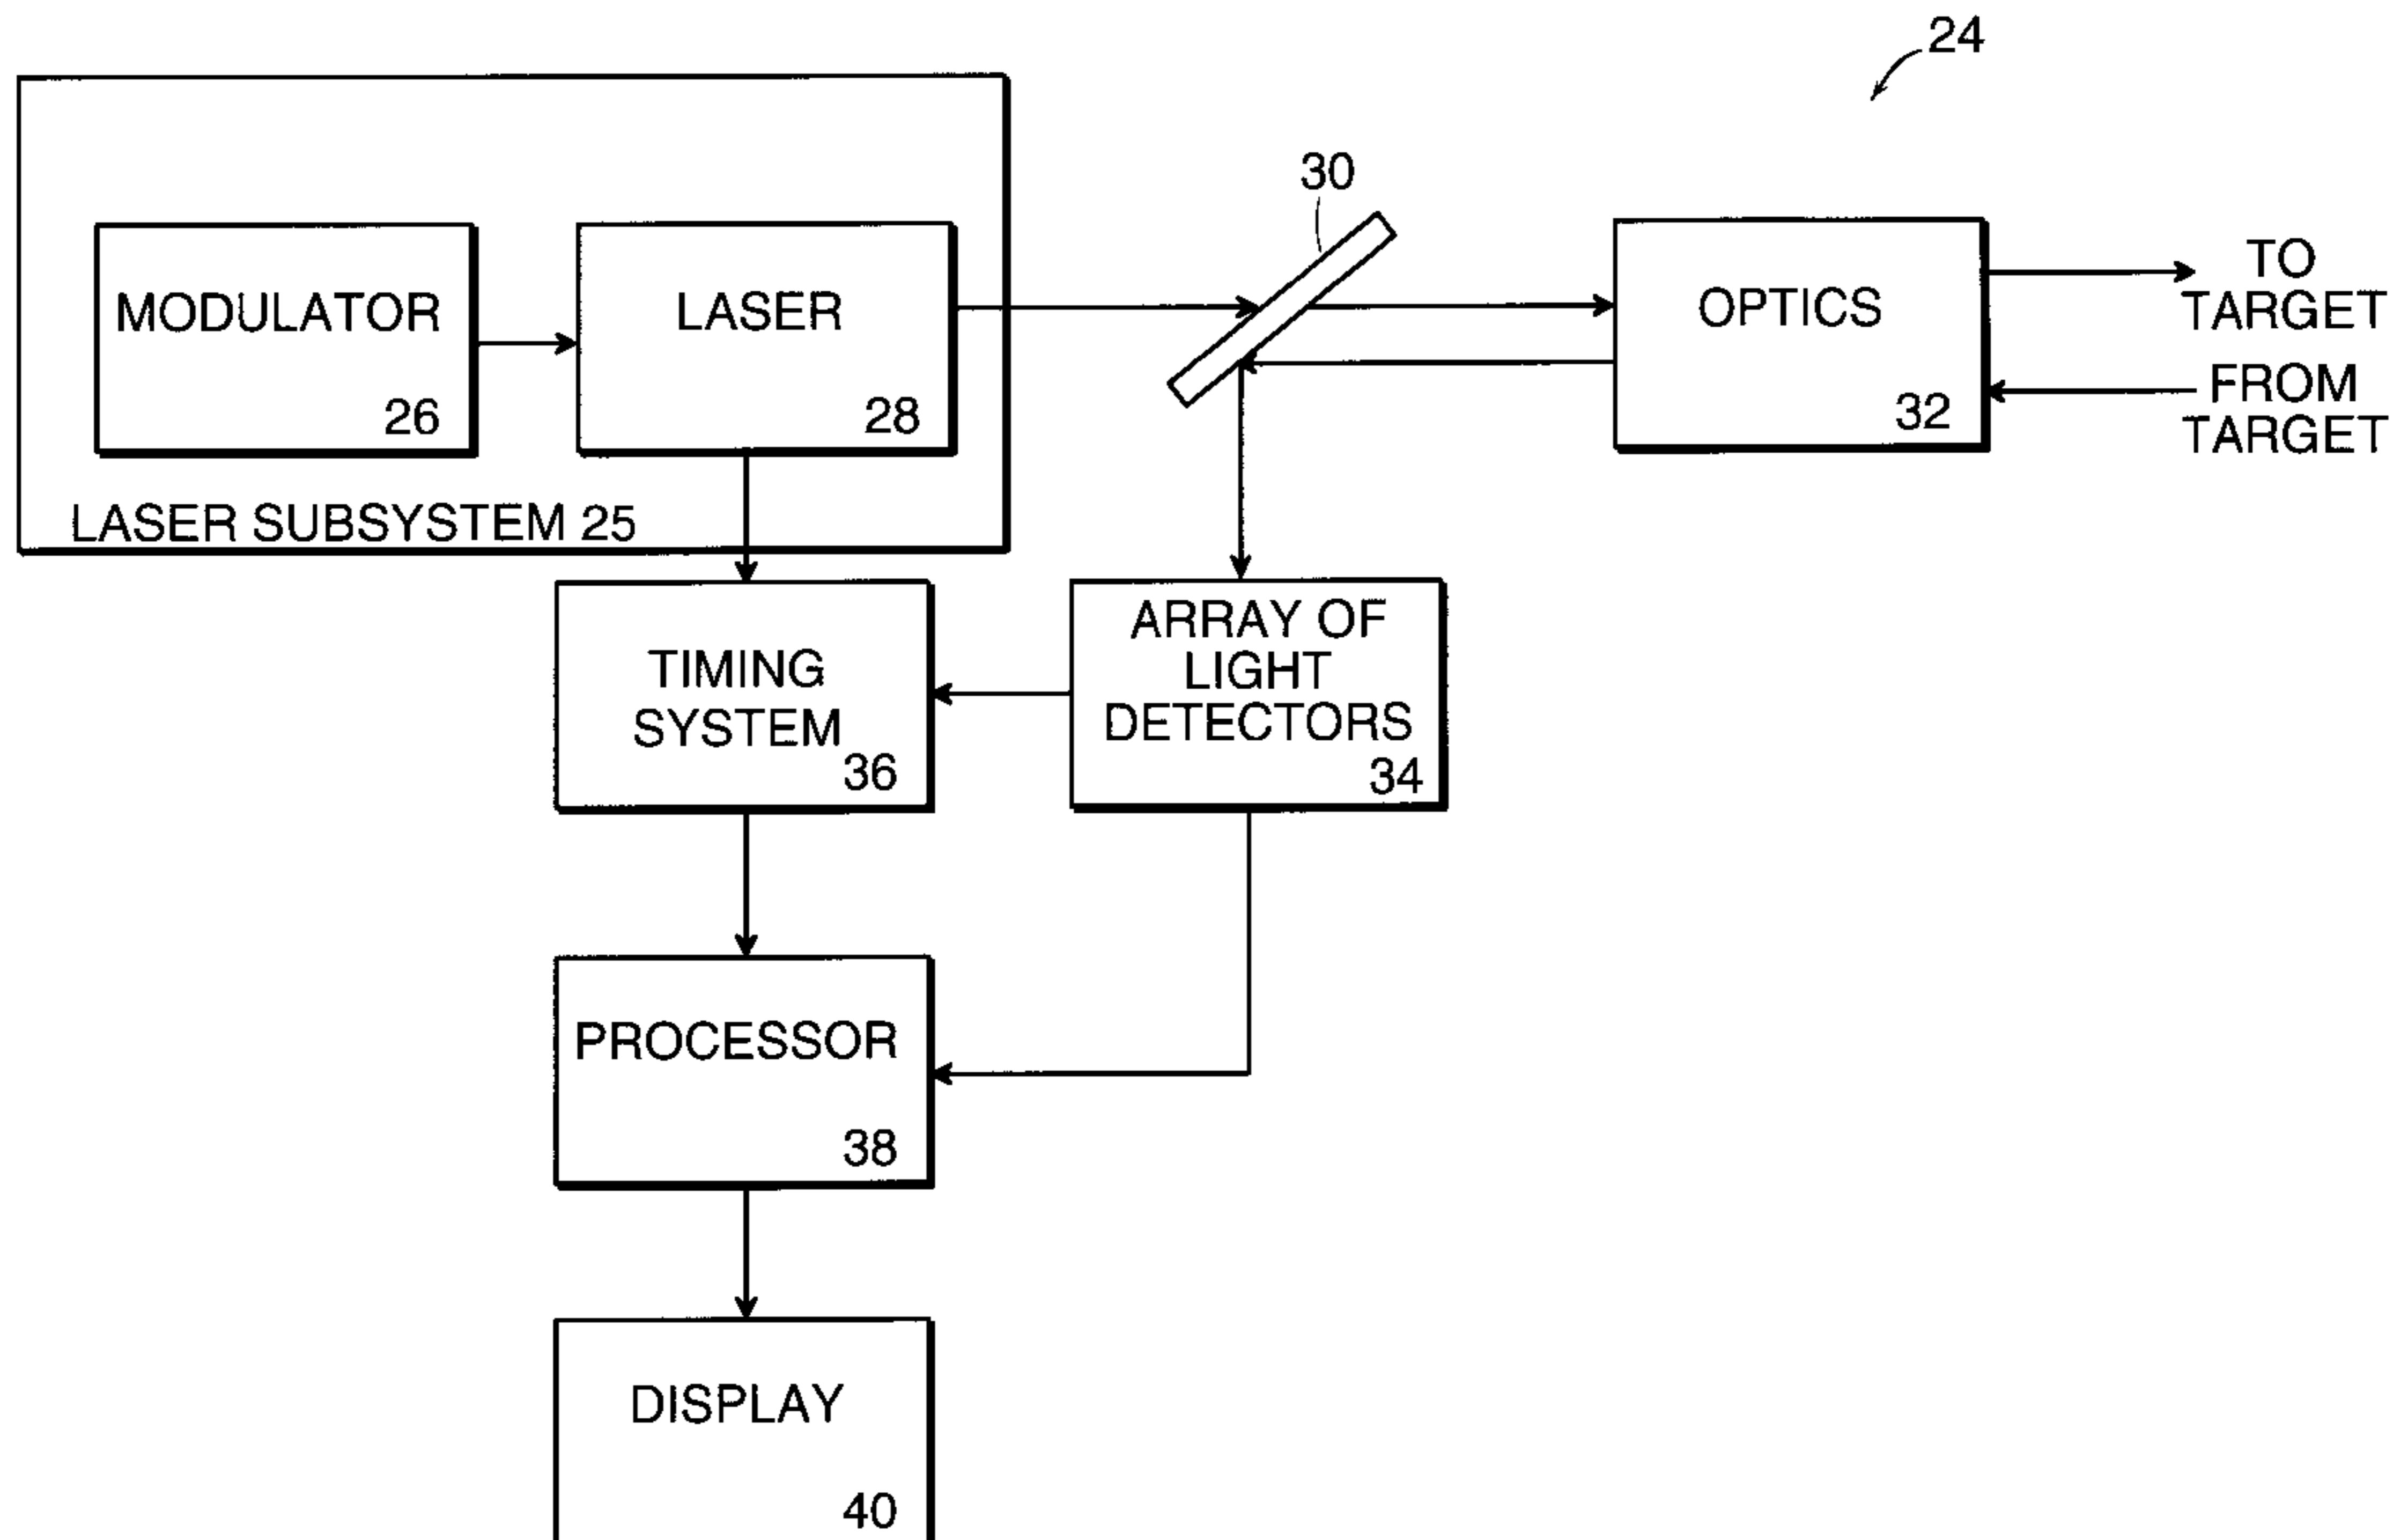 24
30
MODULATOR
26
LASER
28
LASER SUBSYSTEM 25
OPTICS
32
TO
TARGET
FROM
TARGET
TIMING
SYSTEM
36
ARRAY OF
LIGHT
DETECTORS
34
PROCESSOR
38
DISPLAY
40